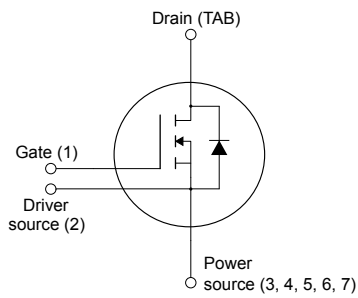 Drain (TAB)
Gate (1)
Driver
source (2)
Power
source (3, 4, 5, 6, 7)